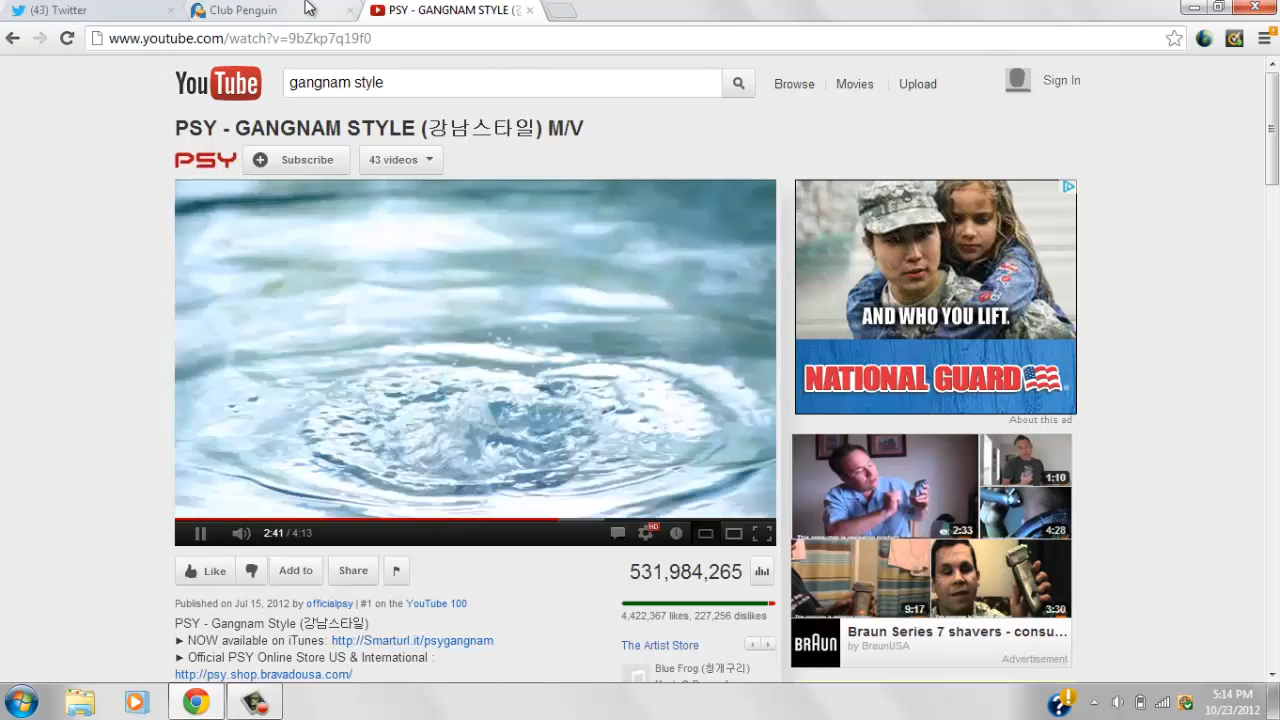 (43) Twitter
Club Penguin
PSY - GANGNAM STYLE (
www.youtube.com/watch?v=9bZkp7q19f0
YouTube
gangnam style
Browse
Movies
Upload
Sign In
PSY - GANGNAM STYLE (강남스타일) M/V
PSY
Subscribe
43 videos
AND WHO YOU LIFT.
NATIONAL GUARD
About this ad
1:10
2:33
4:28
2:41 / 4:13
HD
Like
Add to
Share
531,984,265
9:17
3:30
Published on Jul 15, 2012 by officialpsy | #1 on the YouTube 100
4,422,367 likes, 227,256 dislikes
PSY - Gangnam Style (강남스타일)
► NOW available on iTunes: http://Smarturl.it/psygangnam
► Official PSY Online Store US & International :
http://psy.shop.bravadousa.com/
The Artist Store
Blue Frog (청개구리)
BRAUN
Braun Series 7 shavers - consu...
by BraunUSA
Advertisement
5:14 PM
10/23/2012